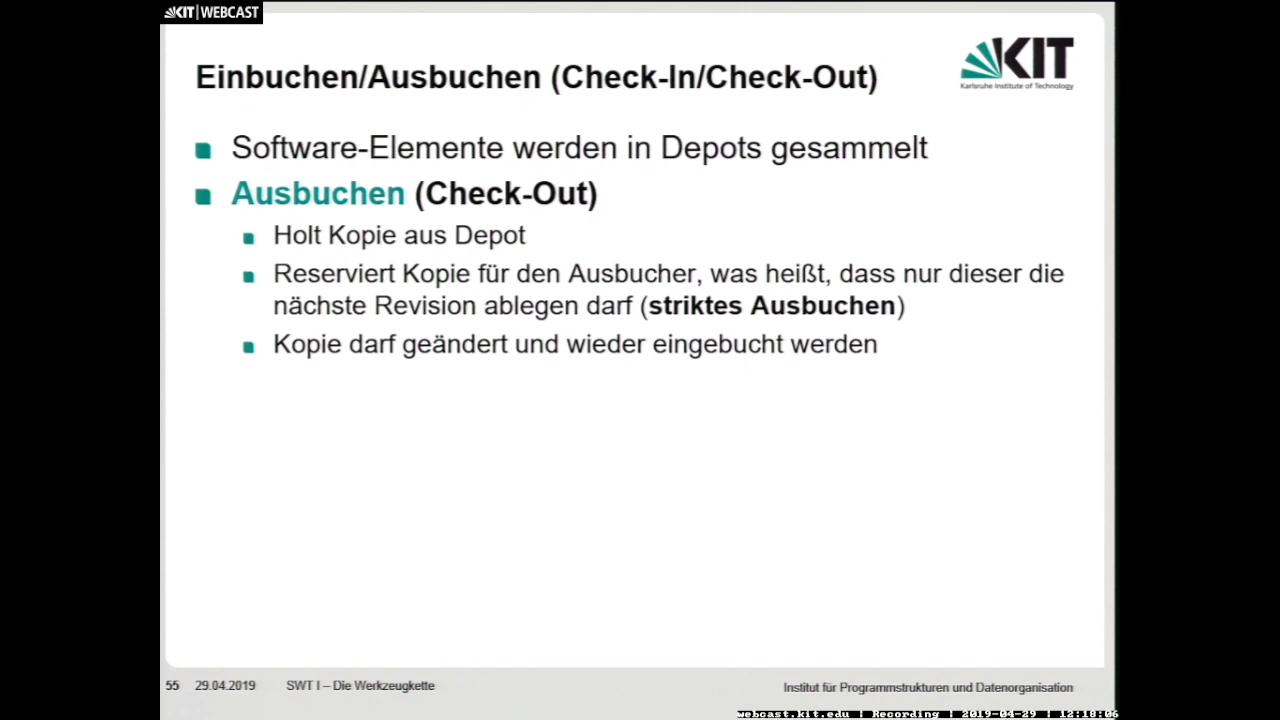 KIT | WEBCAST
Einbuchen/Ausbuchen (Check-In/Check-Out)
KIT
Karlsruhe Institute of Technology
Software-Elemente werden in Depots gesammelt
Ausbuchen (Check-Out)
Holt Kopie aus Depot
Reserviert Kopie für den Ausbucher, was heißt, dass nur dieser die
nächste Revision ablegen darf (striktes Ausbuchen)
Kopie darf geändert und wieder eingebucht werden
55 29.04.2019 SWT I – Die Werkzeugkette
Institut für Programmstrukturen und Datenorganisation
webcast.kit.edu | Recording | 2019-04-29 | 12:18:06